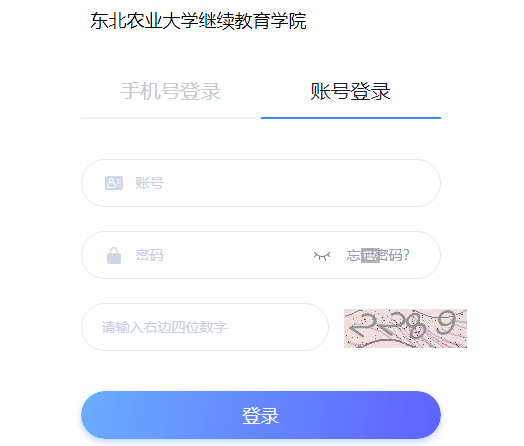 东北农业大学继续教育学院
手机号登录 账号登录
账号
密码 忘记密码?
请输入右边四位数字
登录